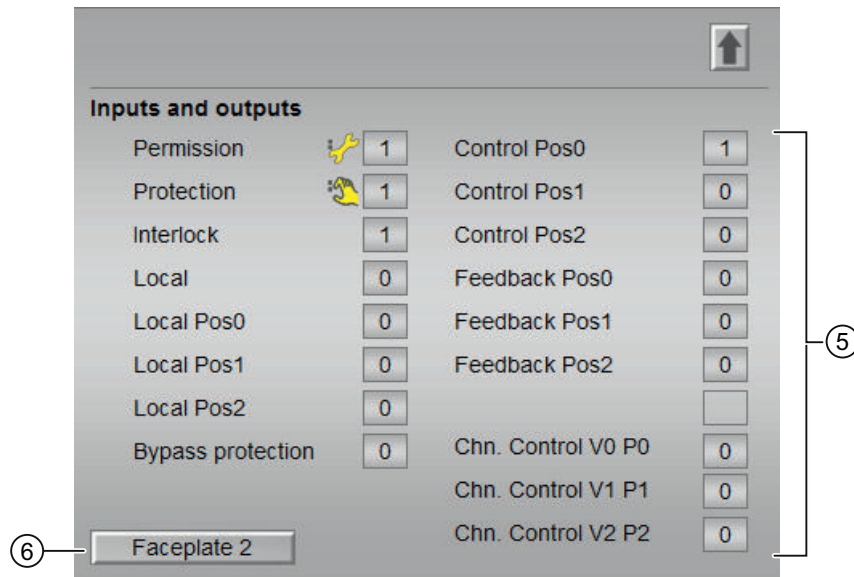 Inputs and outputs
Permission 1 Control Pos0 1
Protection 1 Control Pos1 0
Interlock 1 Control Pos2 0
Local 0 Feedback Pos0 0
Local Pos0 0 Feedback Pos1 0
Local Pos1 0 Feedback Pos2 0
Local Pos2 0
Bypass protection 0 Chn. Control V0 P0 0
Chn. Control V1 P1 0
Chn. Control V2 P2 0
Faceplate 2
5
6